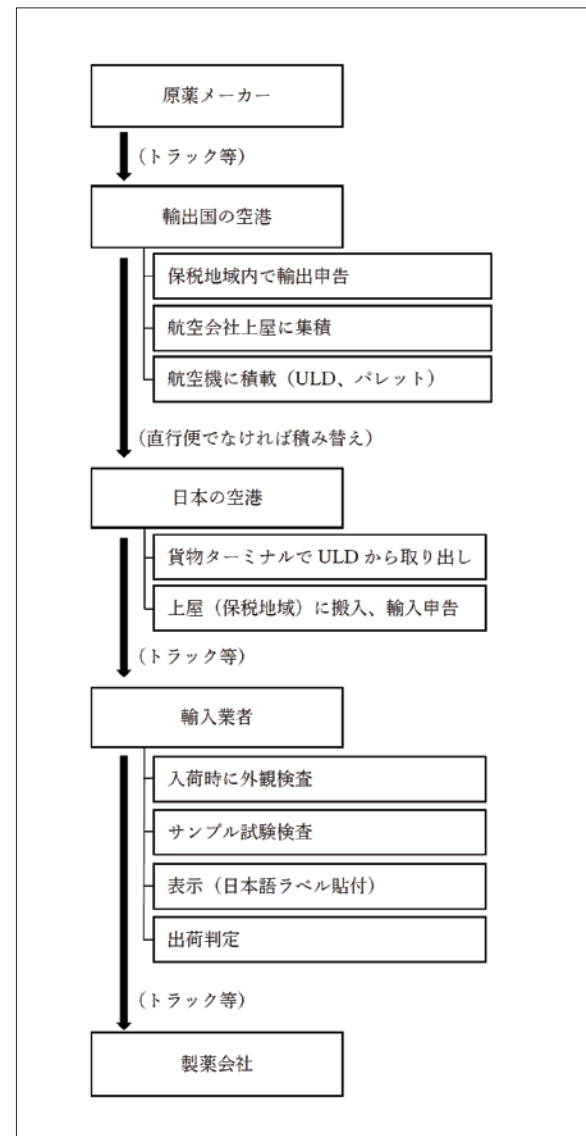 原薬メーカー
(トラック等)
輸出国の空港
保税地域内で輸出申告
航空会社上屋に集積
航空機に積載（ULD、パレット）
(直行便でなければ積み替え)
日本の空港
貨物ターミナルで ULD から取り出し
上屋（保税地域）に搬入、輸入申告
(トラック等)
輸入業者
入荷時に外観検査
サンプル試験検査
表示（日本語ラベル貼付）
出荷判定
(トラック等)
製薬会社